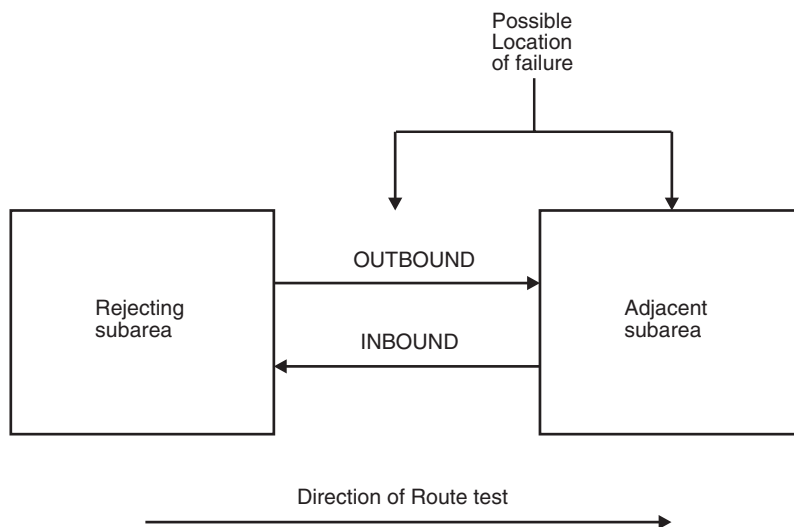 Possible
Location
of failure
OUTBOUND
Rejecting
subarea
Adjacent
subarea
INBOUND
Direction of Route test